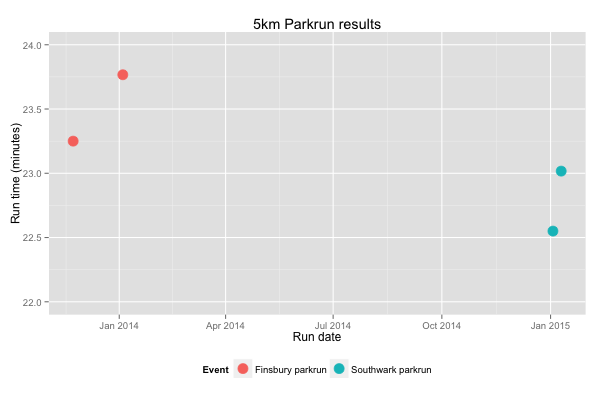 5km Parkrun results
Run time (minutes)
24.0
23.5
23.0
22.5
22.0
Jan 2014 Apr 2014 Jul 2014 Oct 2014 Jan 2015
Run date
Event Finsbury parkrun Southwark parkrun